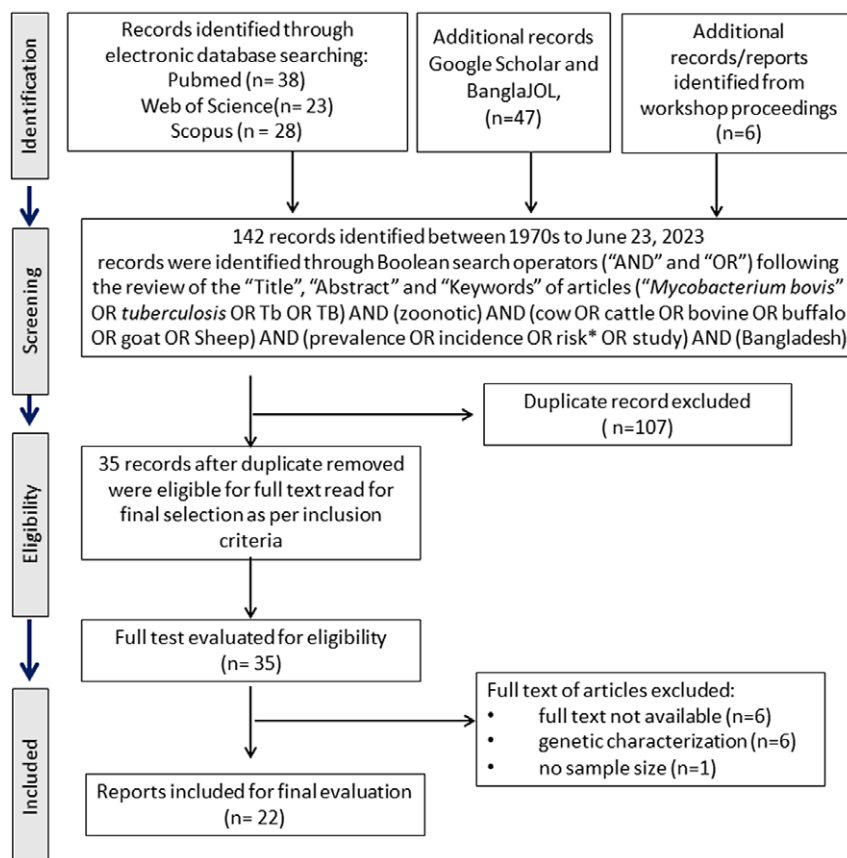 Identification
Records identified through
electronic database searching:
Pubmed (n= 38)
Web of Science(n= 23)
Scopus (n = 28)
Additional records
Google Scholar and
BanglaJOL,
(n=47)
Additional
records/reports
identified from
workshop proceedings
(n=6)
Screening
142 records identified between 1970s to June 23, 2023
records were identified through Boolean search operators (“AND” and “OR”) following
the review of the “Title”, “Abstract” and “Keywords” of articles (“Mycobacterium bovis”
OR tuberculosis OR Tb OR TB) AND (zoonotic) AND (cow OR cattle OR bovine OR buffalo
OR goat OR Sheep) AND (prevalence OR incidence OR risk* OR study) AND (Bangladesh)
Duplicate record excluded
( n=107)
Eligibility
35 records after duplicate removed
were eligible for full text read for
final selection as per inclusion
criteria
Full test evaluated for eligibility
(n= 35)
Included
Full text of articles excluded:
• full text not available (n=6)
• genetic characterization (n=6)
• no sample size (n=1)
Reports included for final evaluation
(n= 22)